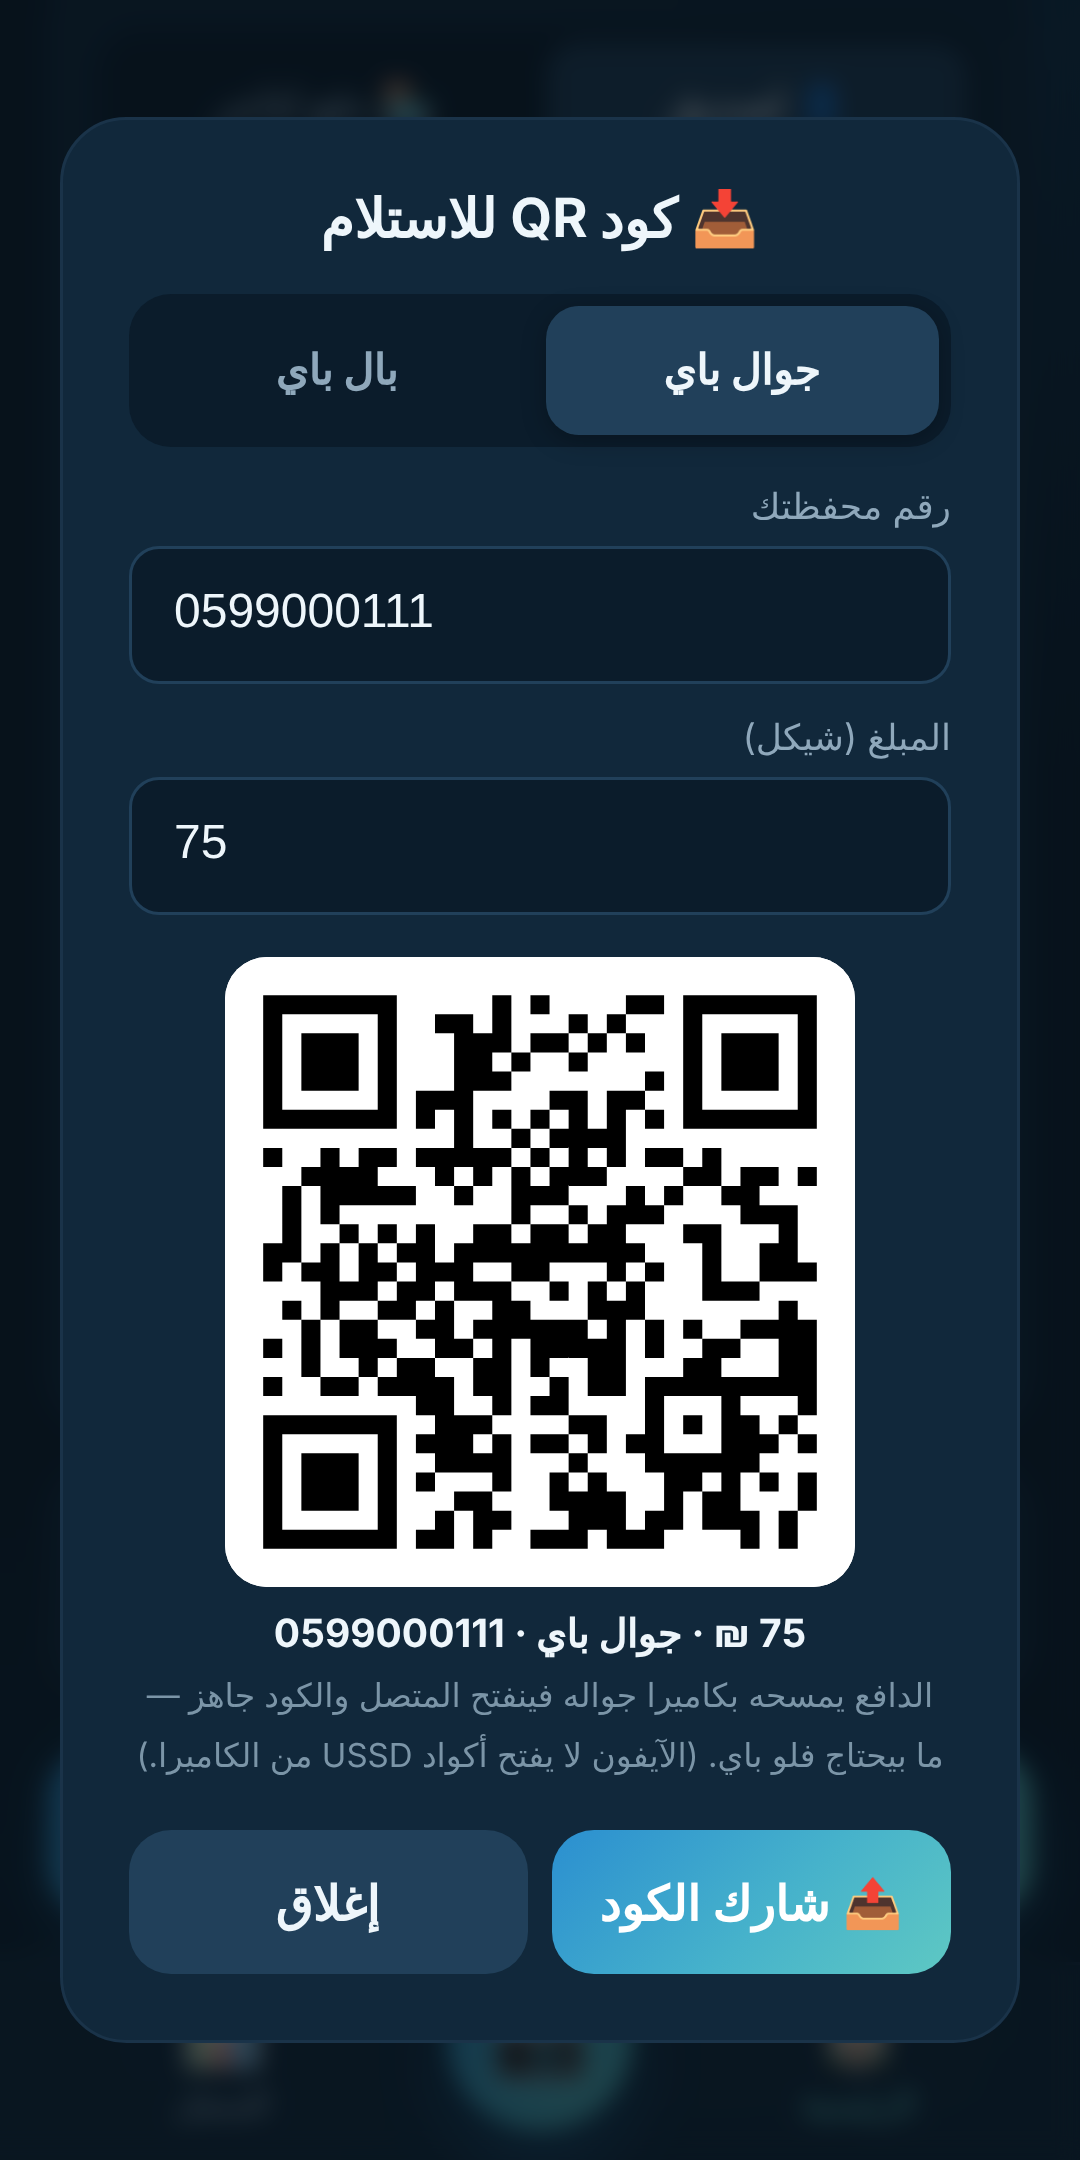 📥 كود QR للاستلام
جوال باي
بال باي
رقم محفظتك
0599000111
المبلغ (شيكل)
75
75 ₪ · جوال باي · 0599000111
الدافع يمسحه بكاميرا جواله فينفتح المتصل والكود جاهز —
ما بيحتاج فلو باي. (الآيفون لا يفتح أكواد USSD من الكاميرا.)
📤 شارك الكود
إغلاق